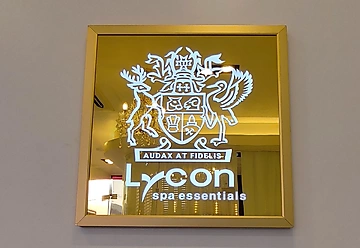 AUDAX AT FIDELIS
Lycon
spa essentials